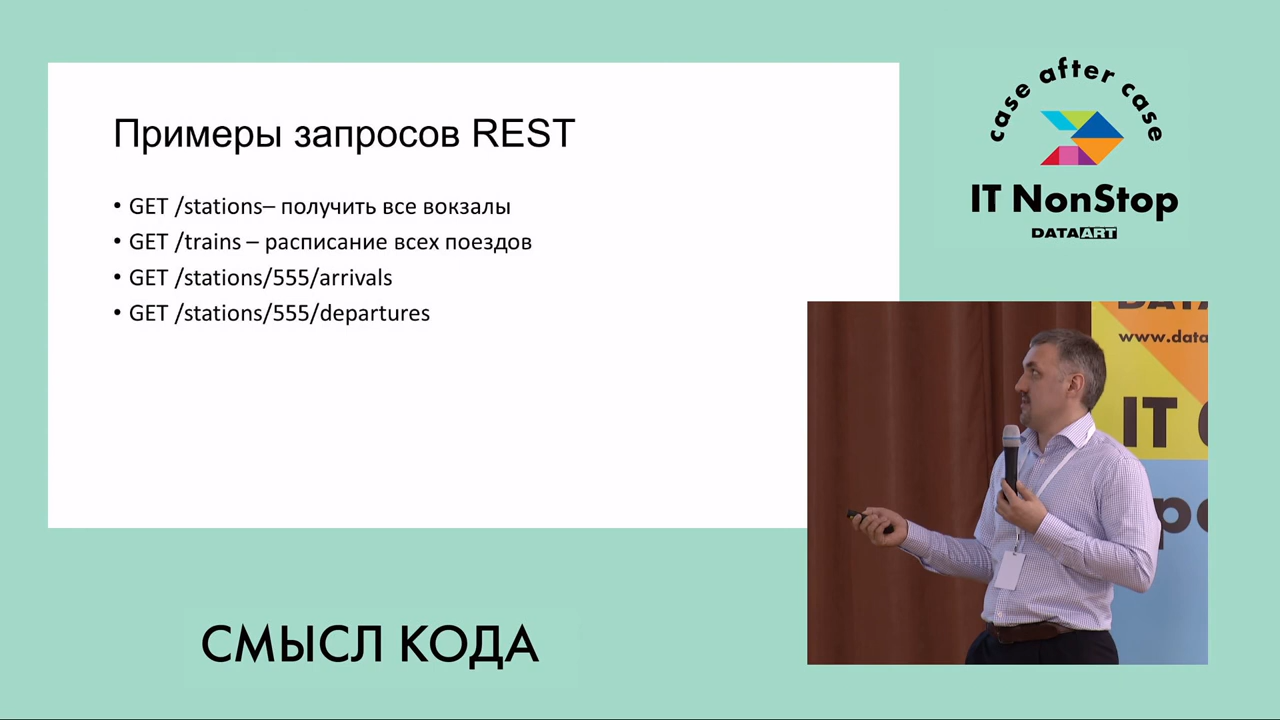 Примеры запросов REST
• GET /stations– получить все вокзалы
• GET /trains – расписание всех поездов
• GET /stations/555/arrivals
• GET /stations/555/departures
case after case
IT NonStop
DATAART
www.data
IT
СМЫСЛ КОДА